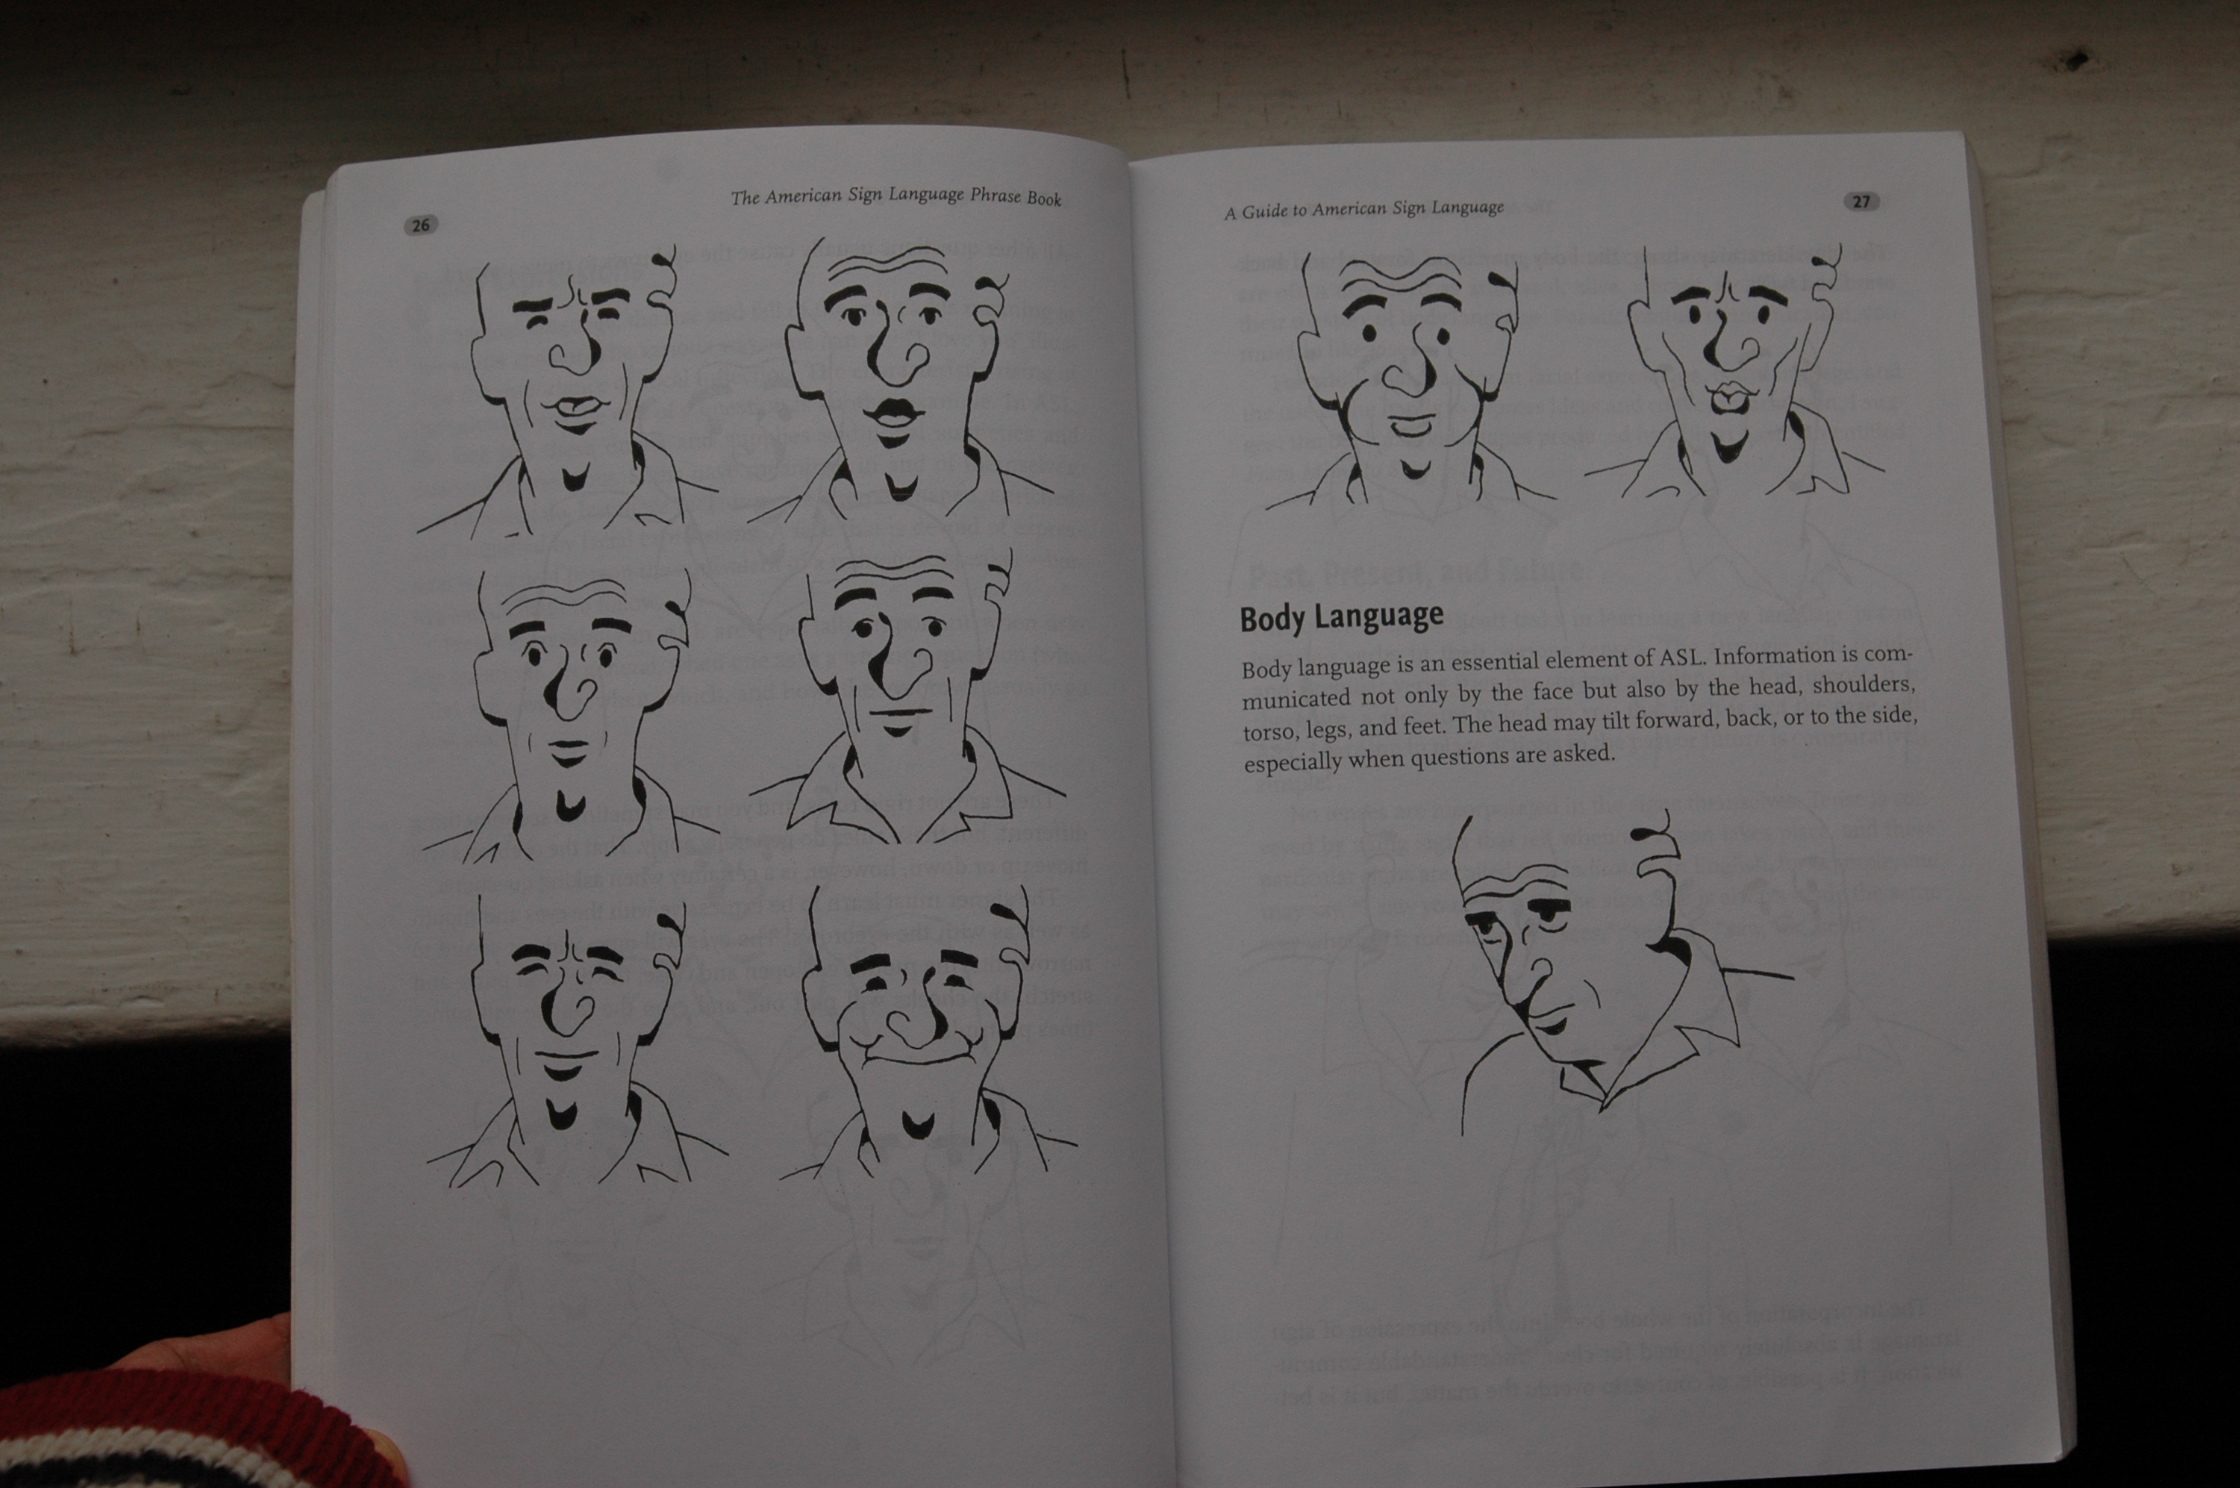 26
The American Sign Language Phrase Book
A Guide to American Sign Language
27
Body Language
Body language is an essential element of ASL. Information is com-
municated not only by the face but also by the head, shoulders,
torso, legs, and feet. The head may tilt forward, back, or to the side,
especially when questions are asked.